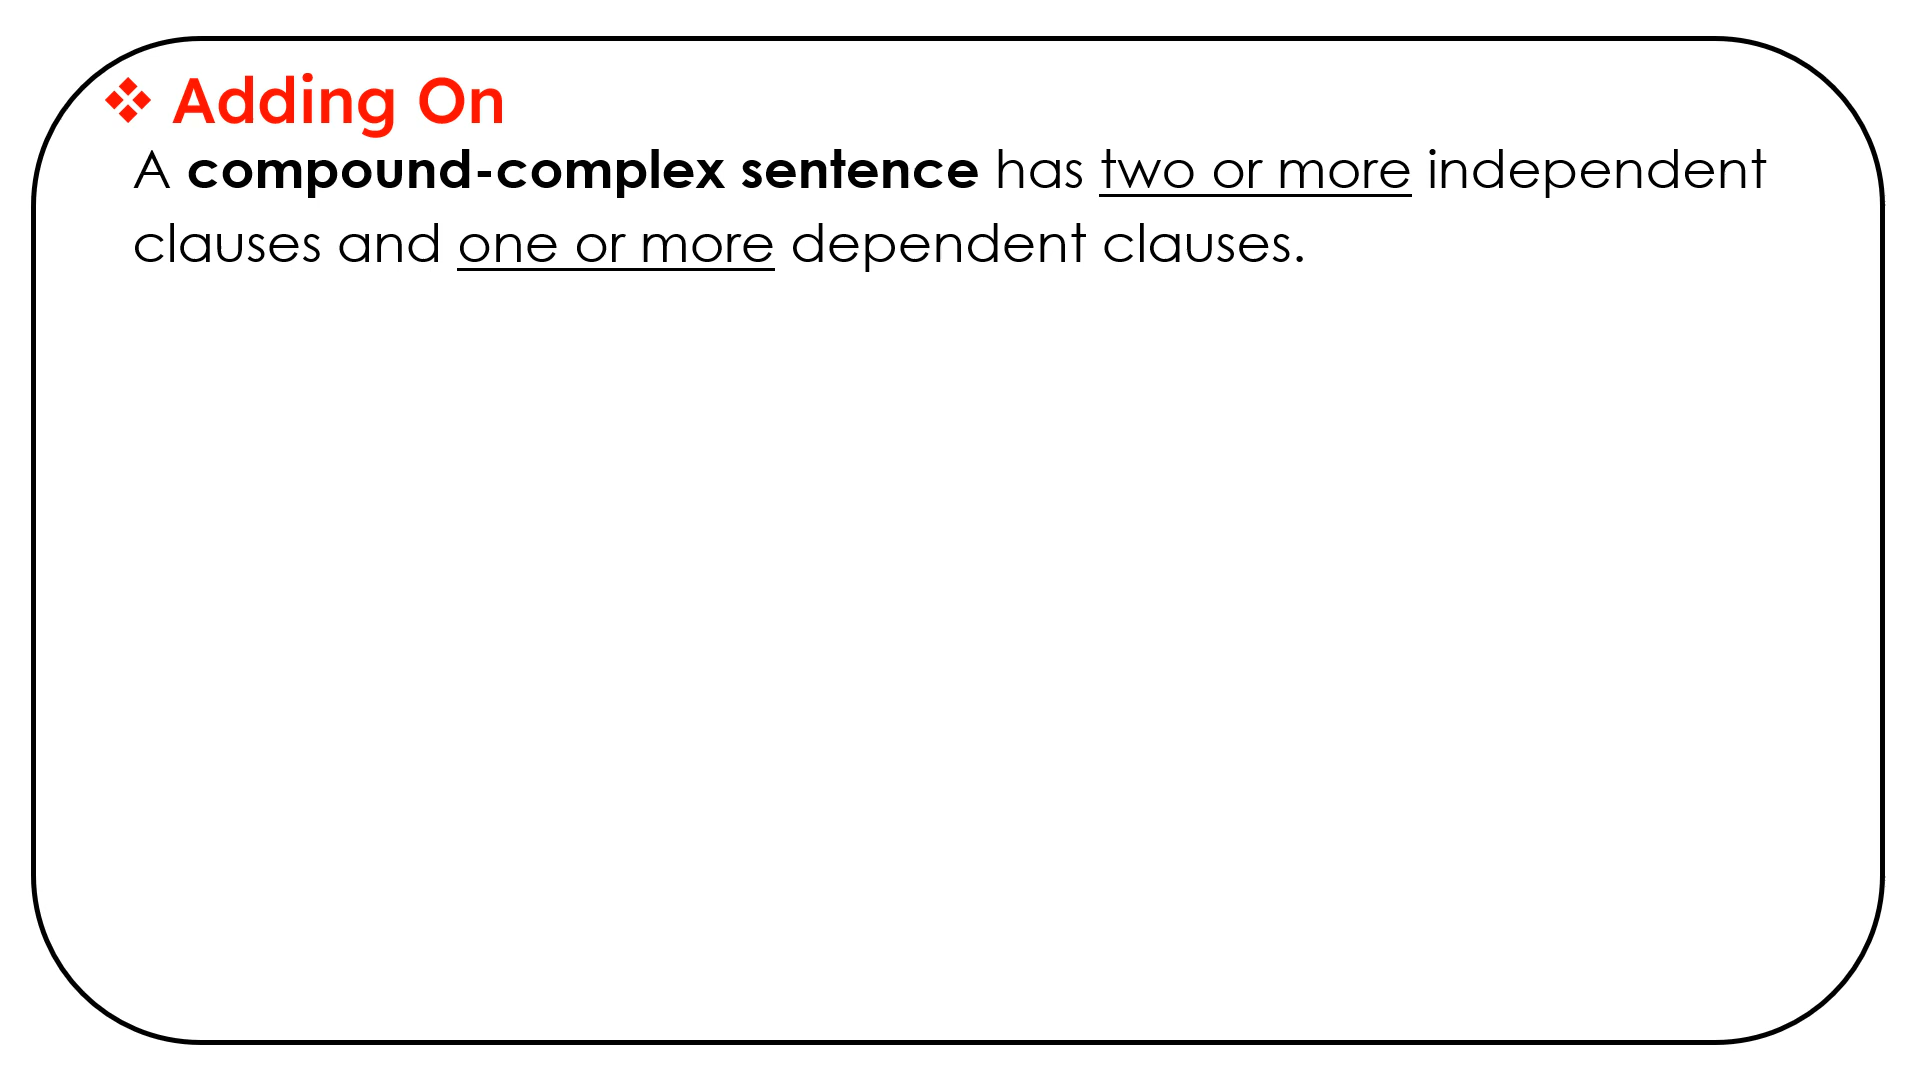 ❖ Adding On
A compound-complex sentence has two or more independent
clauses and one or more dependent clauses.